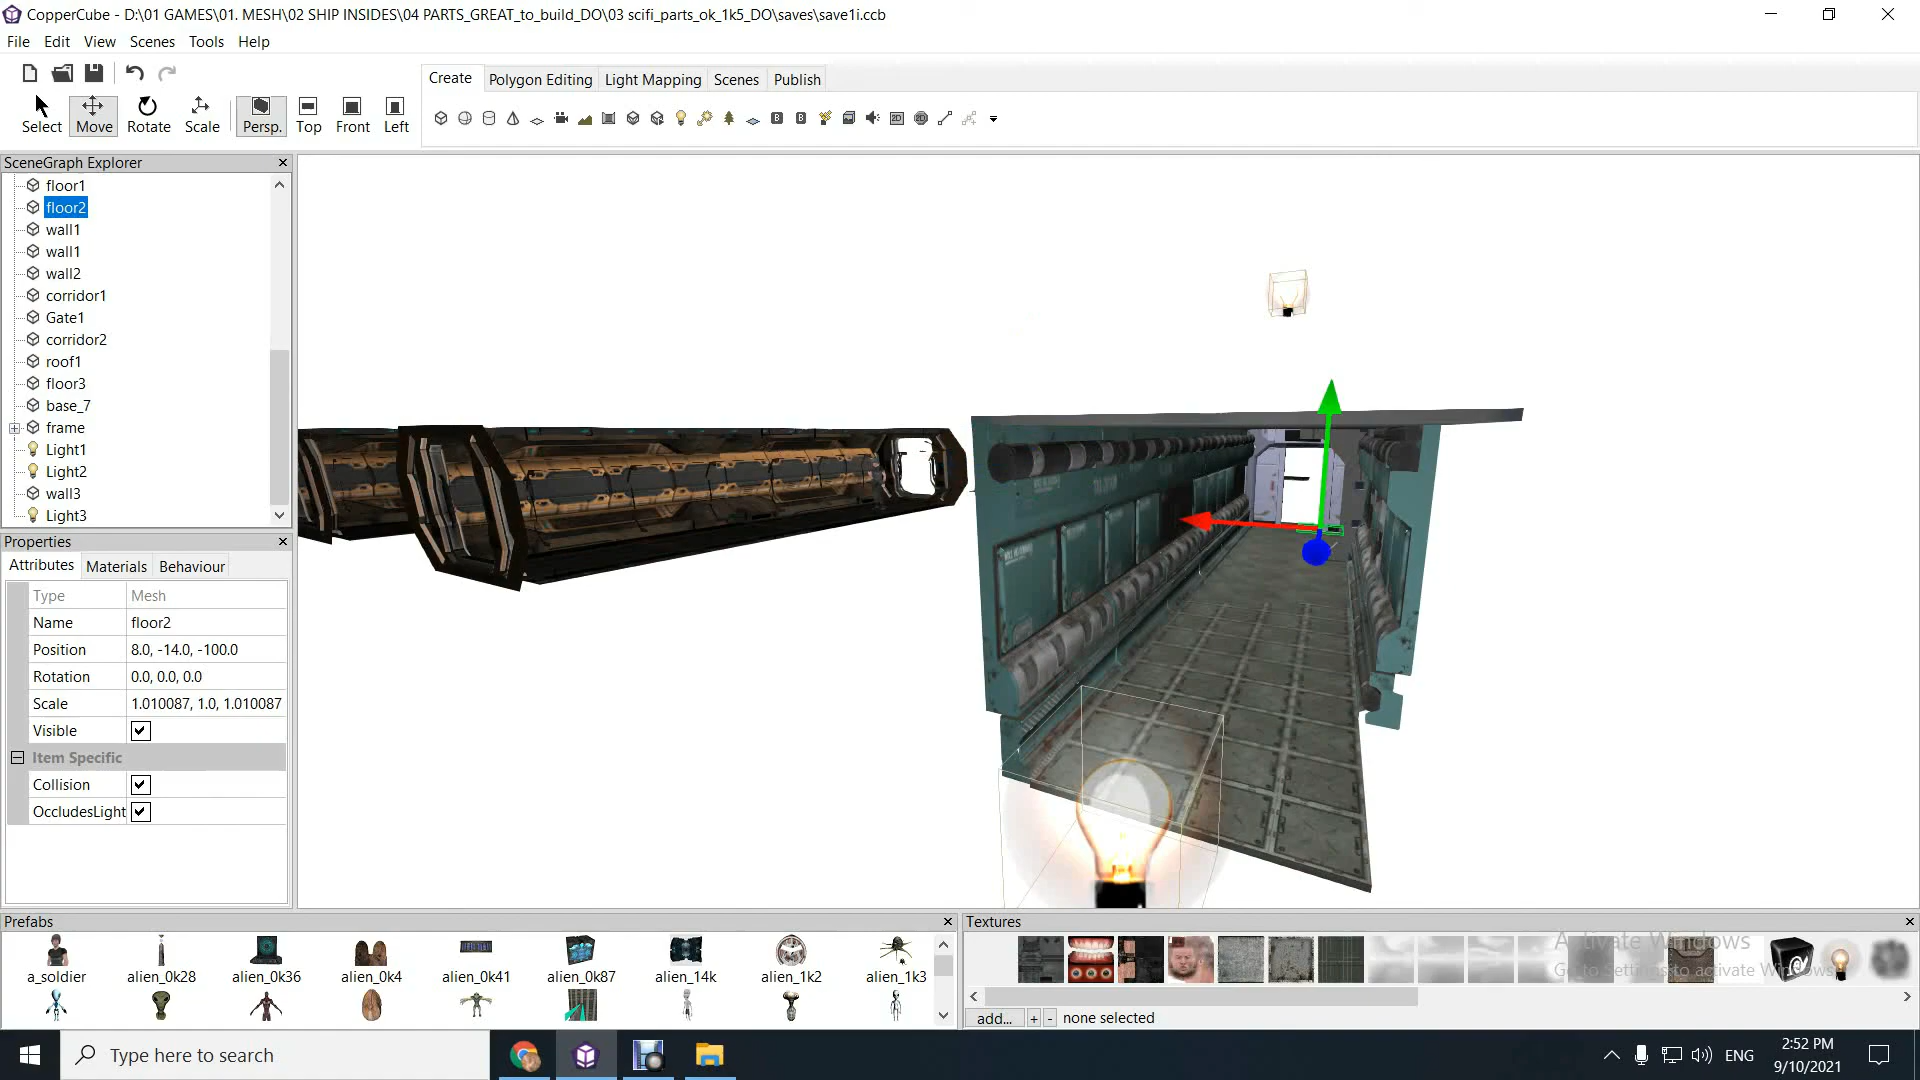 CopperCube - D:\01 GAMES\01. MESH\02 SHIP INSIDES\04 PARTS_GREAT_to_build_DO\03 scifi_parts_ok_1k5_DO\saves\save1i.ccb
File Edit View Scenes Tools Help
Create Polygon Editing Light Mapping Scenes Publish
Select Move Rotate Scale Persp. Top Front Left
SceneGraph Explorer
floor1
floor2
wall1
wall1
wall2
corridor1
Gate1
corridor2
roof1
floor3
base_7
frame
Light1
Light2
wall3
Light3
Properties
Attributes Materials Behaviour
Type Mesh
Name floor2
Position 8.0, -14.0, -100.0
Rotation 0.0, 0.0, 0.0
Scale 1.010087, 1.0, 1.010087
Visible
Item Specific
Collision
OccludesLight
Prefabs
a_soldier alien_0k28 alien_0k36 alien_0k4 alien_0k41 alien_0k87 alien_14k alien_1k2 alien_1k3
Textures
Activate Windows
Go to Settings to activate Windows.
add... + - none selected
Type here to search
ENG
2:52 PM
9/10/2021